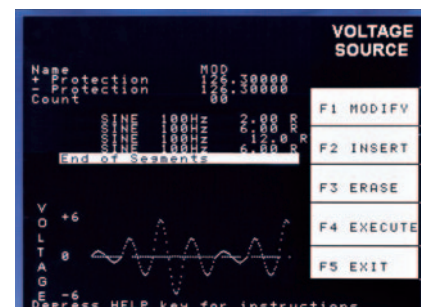 VOLTAGE
SOURCE
Name MOD
+ Protection 126.30000
- Protection 126.30000
Count 00
SINE 100Hz 2.00 R
SINE 100Hz 6.00 R
SINE 100Hz 12.0 R
SINE 100Hz 6.00 R
End of Segments
F1 MODIFY
F2 INSERT
F3 ERASE
F4 EXECUTE
F5 EXIT
VOLTAGE
+6
0
-6
Depress HELP key for instructions